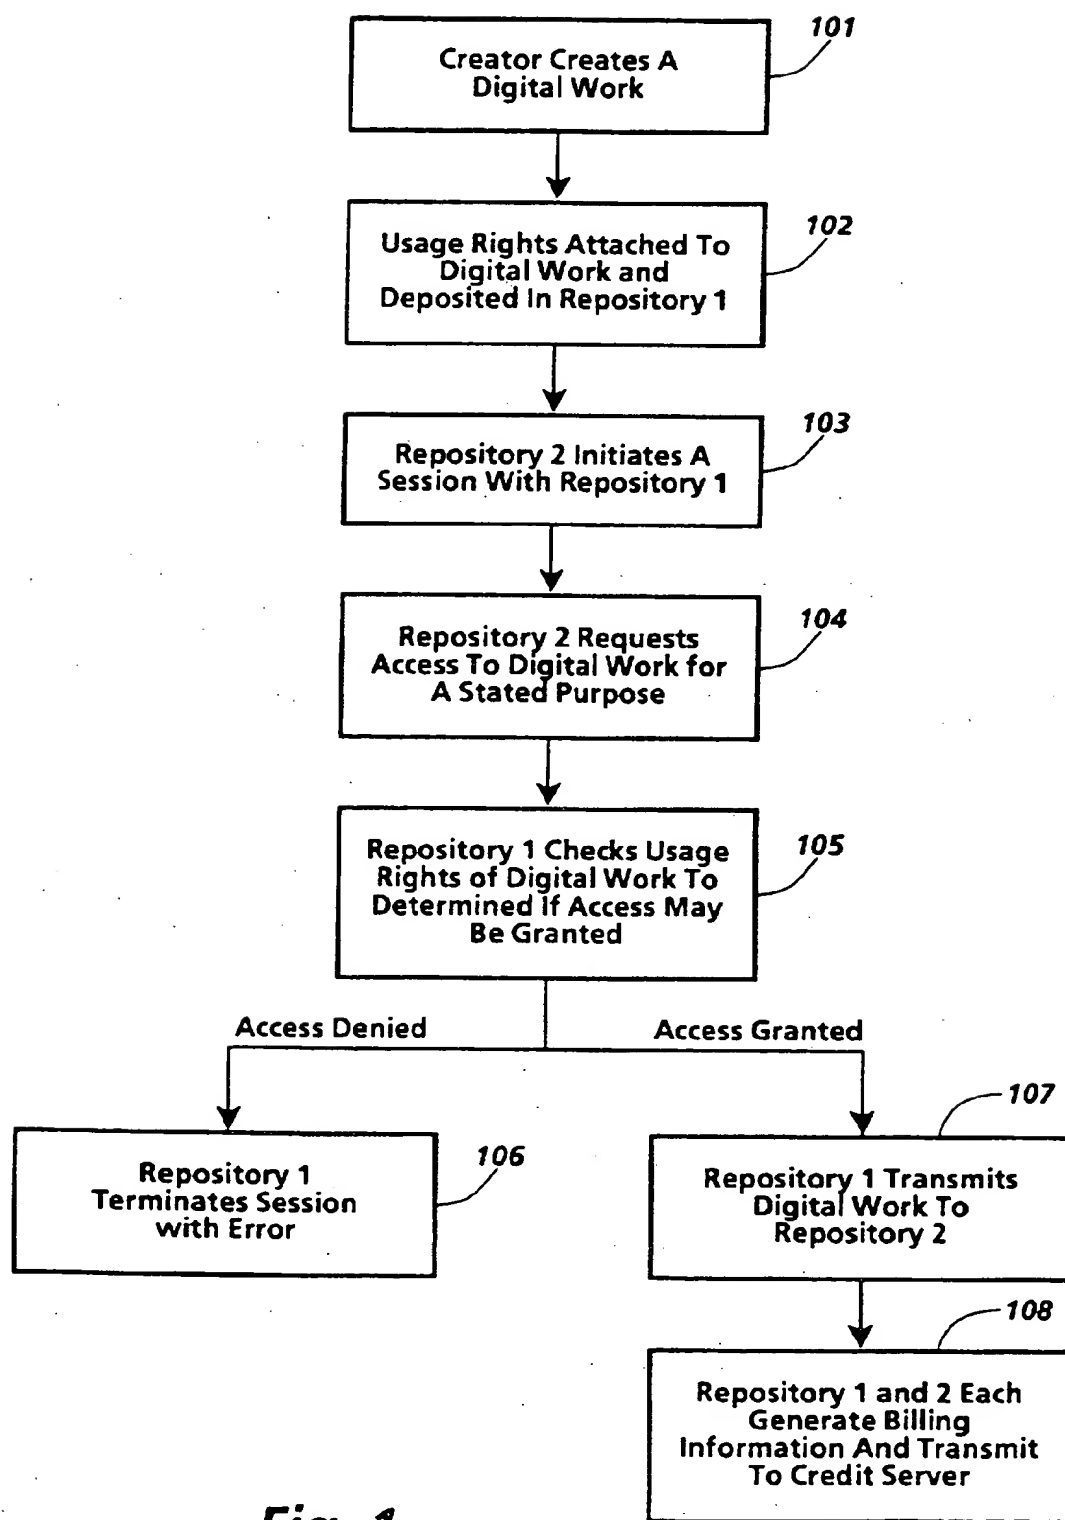 101
Creator Creates A
Digital Work
102
Usage Rights Attached To
Digital Work and
Deposited In Repository 1
103
Repository 2 Initiates A
Session With Repository 1
104
Repository 2 Requests
Access To Digital Work for
A Stated Purpose
105
Repository 1 Checks Usage
Rights of Digital Work To
Determined If Access May
Be Granted
Access Denied
Access Granted
106
Repository 1
Terminates Session
with Error
107
Repository 1 Transmits
Digital Work To
Repository 2
108
Repository 1 and 2 Each
Generate Billing
Information And Transmit
To Credit Server
Fig. 1